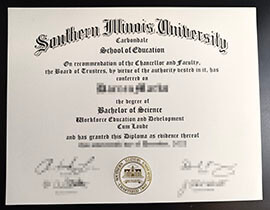 Southern Illinois University
Carbondale
School of Education
On recommendation of the Chancellor and Faculty,
the Board of Trustees, by virtue of the authority vested in it, has
conferred on
the degree of
Bachelor of Science
Workforce Education and Development
Cum Laude
and has granted this Diploma as evidence thereof